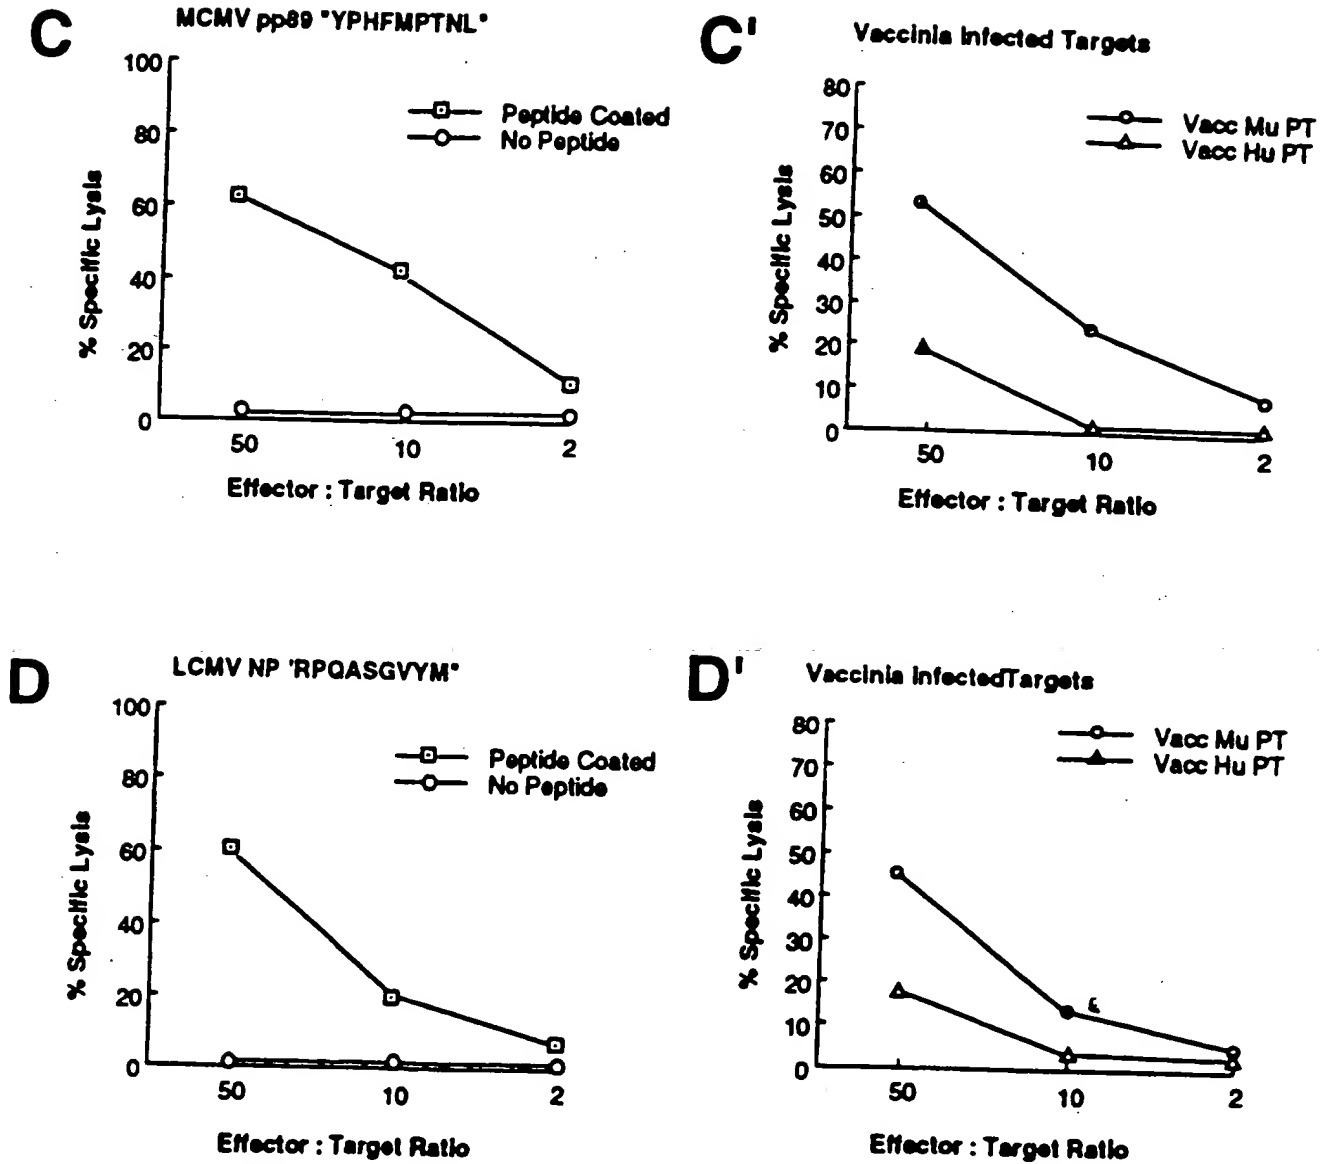 C
MCMV pp89 "YPHFMPTNL"
100
80
60
40
20
0
% Specific Lysis
Peptide Coated
No Peptide
50 10 2
Effector : Target Ratio
C'
Vaccinia Infected Targets
80
70
60
50
40
30
20
10
0
% Specific Lysis
Vacc Mu PT
Vacc Hu PT
50 10 2
Effector : Target Ratio
D
LCMV NP 'RPQASGVYM"
100
80
60
40
20
0
% Specific Lysis
Peptide Coated
No Peptide
50 10 2
Effector : Target Ratio
D'
Vaccinia InfectedTargets
80
70
60
50
40
30
20
10
0
% Specific Lysis
Vacc Mu PT
Vacc Hu PT
50 10 2
Effector : Target Ratio